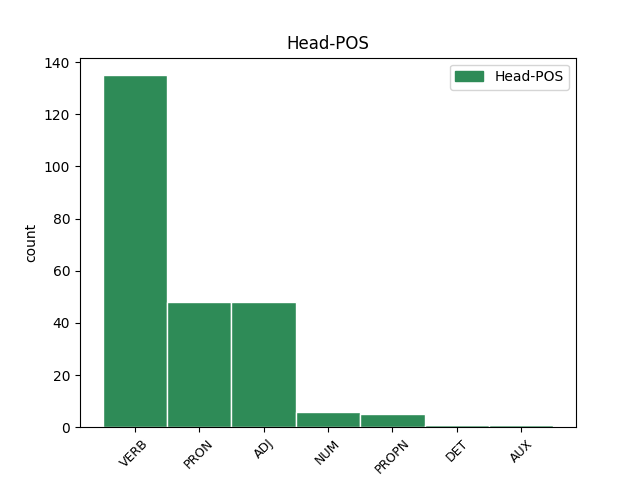 Head-POS
Head-POS
count
140
120
100
80
60
40
20
0
VERB
PRON
ADJ
NUM
PROPN
DET
AUX